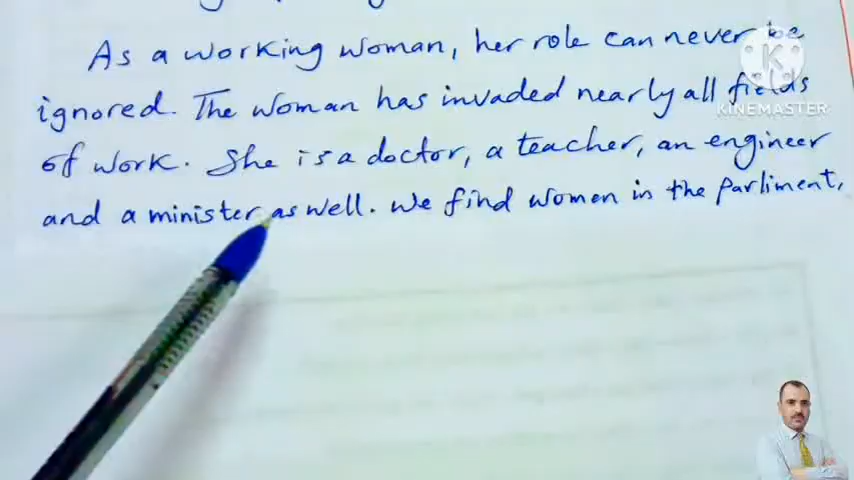 As a working woman, her role can never be
ignored. The woman has invaded nearly all fields
of work. She is a doctor, a teacher, an engineer
and a minister as well. We find women in the parliment,
KINEMASTER